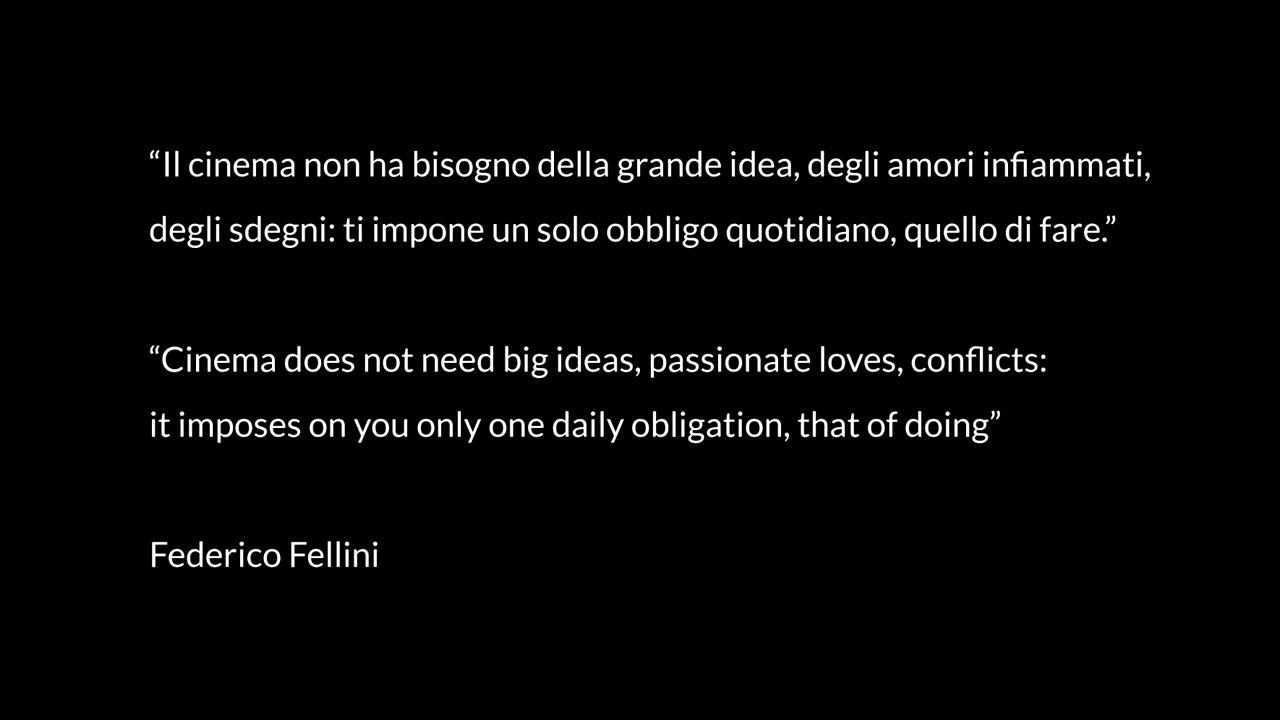 “Il cinema non ha bisogno della grande idea, degli amori infiammati,
degli sdegni: ti impone un solo obbligo quotidiano, quello di fare.”
“Cinema does not need big ideas, passionate loves, conflicts:
it imposes on you only one daily obligation, that of doing”
Federico Fellini